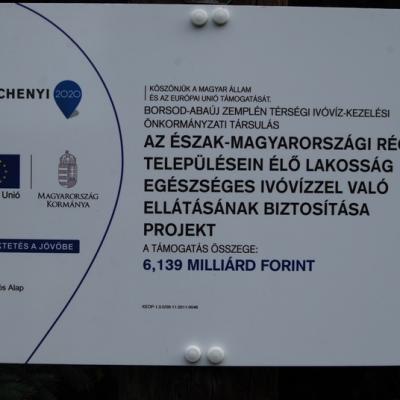 CHENYI 2020
KÖSZÖNJÜK A MAGYAR ÁLLAM
ÉS AZ EURÓPAI UNIÓ TÁMOGATÁSÁT.
BORSOD-ABAÚJ ZEMPLÉN TÉRSÉGI IVÓVÍZ-KEZELÉSI
ÖNKORMÁNYZATI TÁRSULÁS
AZ ÉSZAK-MAGYARORSZÁGI RÉG
TELEPÜLÉSEIN ÉLŐ LAKOSSÁG
EGÉSZSÉGES IVÓVÍZZEL VALÓ
ELLÁTÁSÁNAK BIZTOSÍTÁSA
PROJEKT
A TÁMOGATÁS ÖSSZEGE:
6,139 MILLIÁRD FORINT
Unió
MAGYARORSZÁG
KORMÁNYA
KTETÉS A JÖVŐBE
és Alap